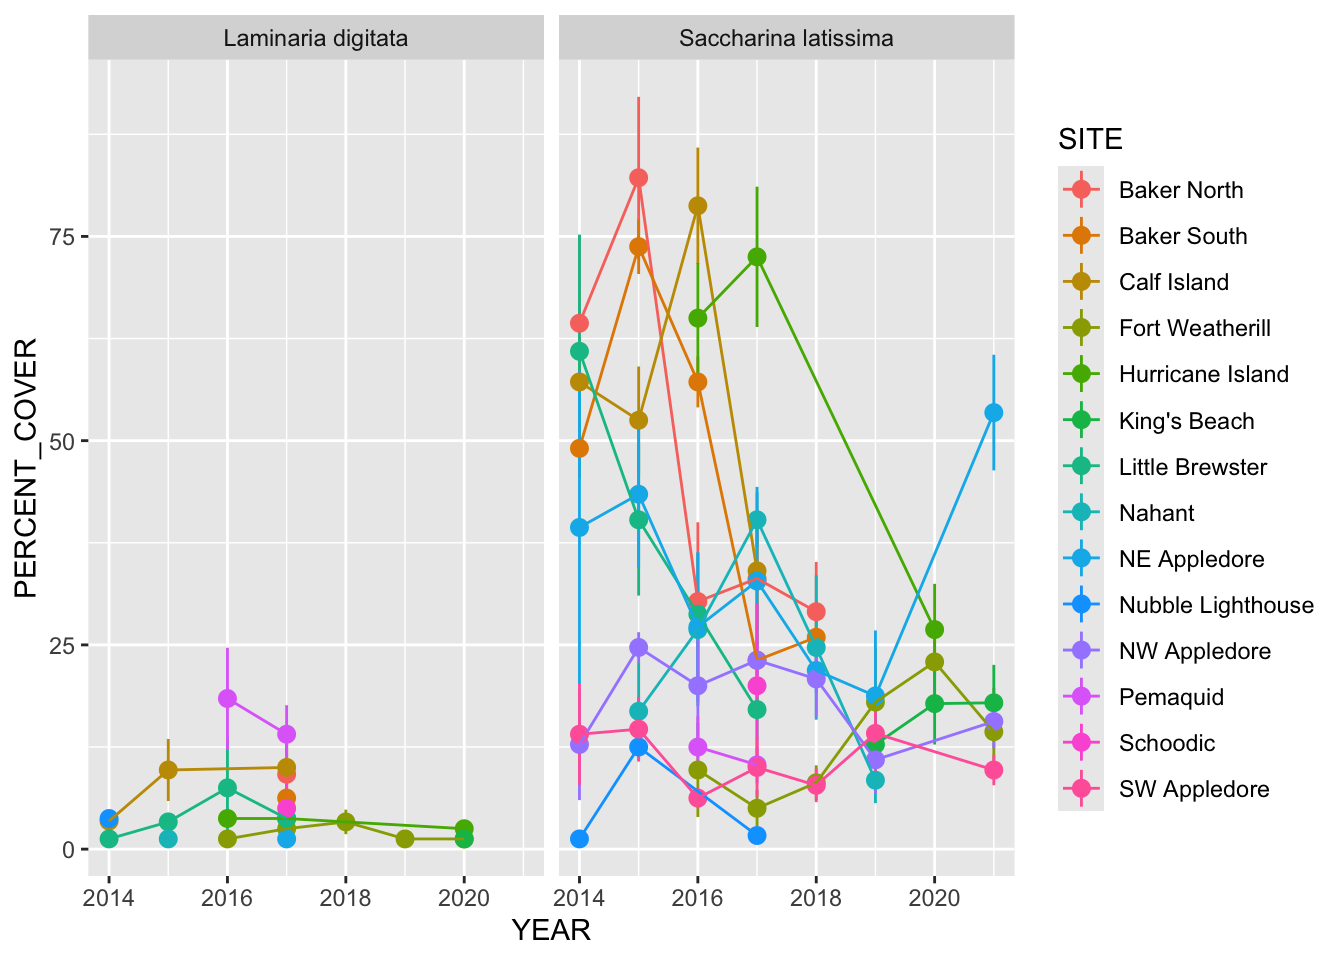 Laminaria digitata
Saccharina latissima
PERCENT_COVER
75
50
25
0
2014 2016 2018 2020
2014 2016 2018 2020
YEAR
SITE
Baker North
Baker South
Calf Island
Fort Weatherill
Hurricane Island
King's Beach
Little Brewster
Nahant
NE Appledore
Nubble Lighthouse
NW Appledore
Pemaquid
Schoodic
SW Appledore